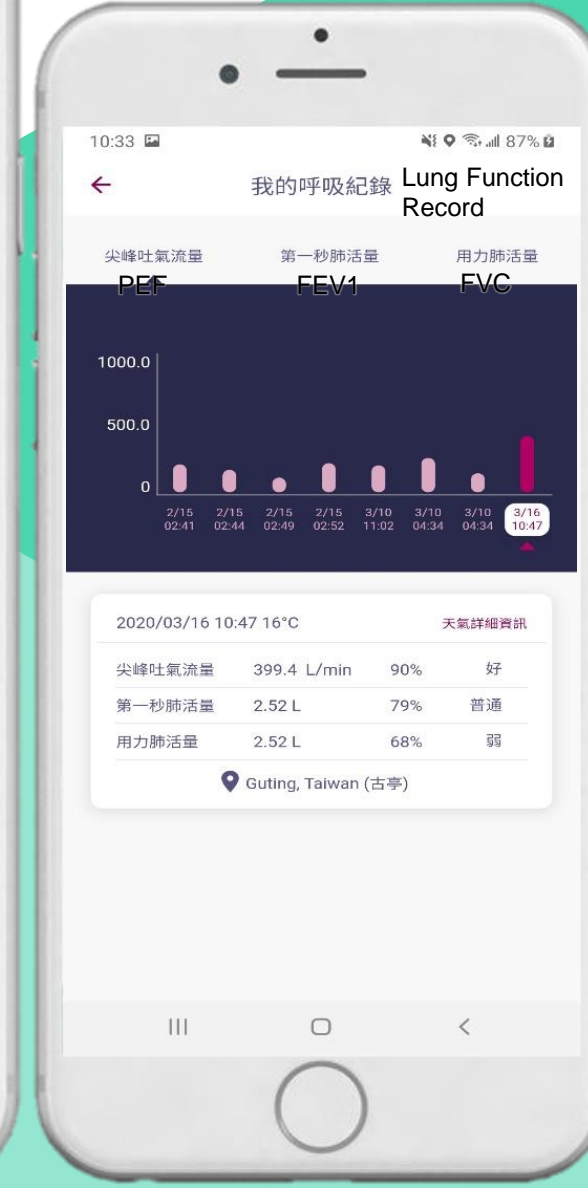 10:33 87%
我的呼吸紀錄 Lung Function
Record
尖峰吐氣流量 第一秒肺活量 用力肺活量
PEF FEV1 FVC
1000.0
500.0
0
2/15 2/15 2/15 2/15 3/10 3/10 3/10 3/16
02:41 02:44 02:49 02:52 11:02 04:34 04:34 10:47
2020/03/16 10:47 16°C 天氣詳細資訊
尖峰吐氣流量 399.4 L/min 90% 好
第一秒肺活量 2.52 L 79% 普通
用力肺活量 2.52 L 68% 弱
Guting, Taiwan (古亭)